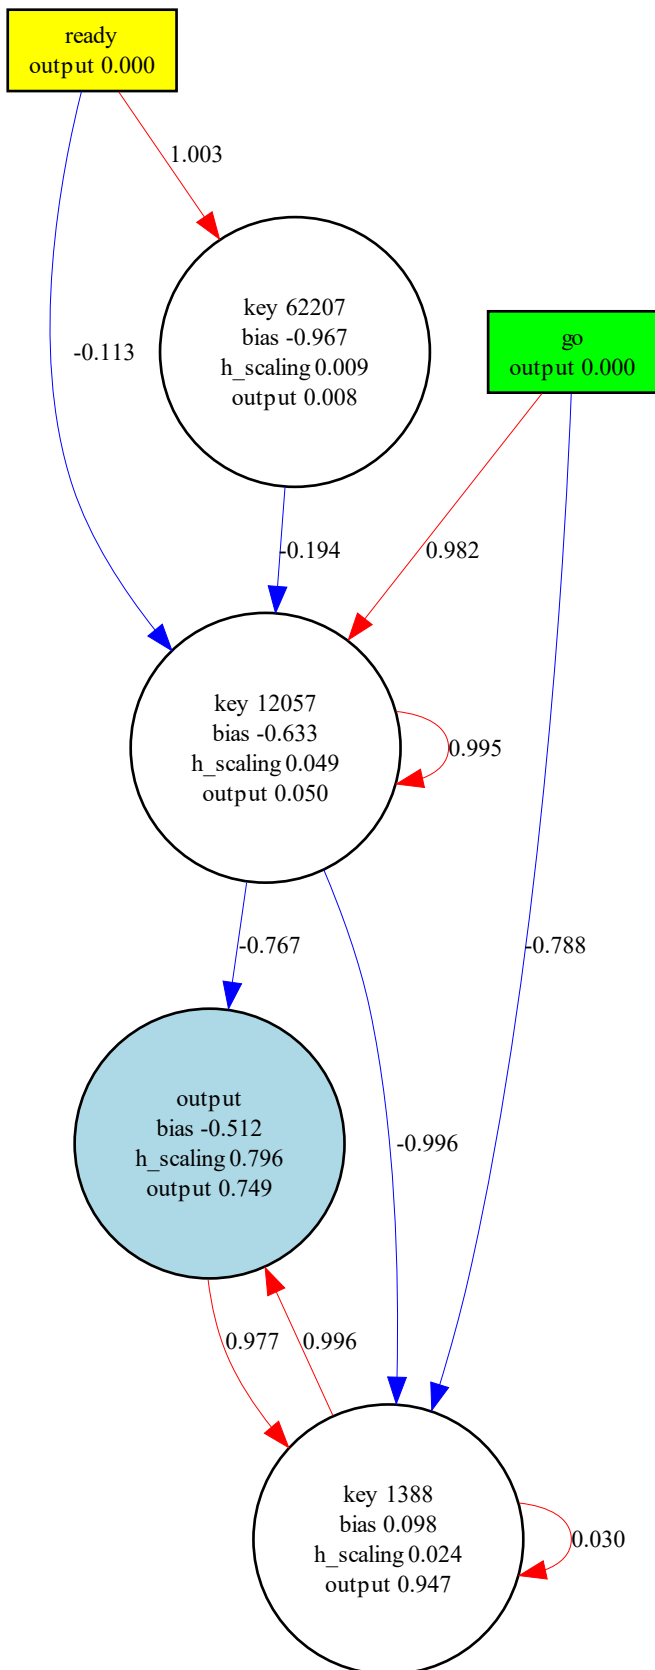 ready
output 0.000
1.003
-0.113
key 62207
bias -0.967
h_scaling 0.009
output 0.008
go
output 0.000
-0.194
0.982
key 12057
bias -0.633
h_scaling 0.049
output 0.050
0.995
-0.767
-0.788
output
bias -0.512
h_scaling 0.796
output 0.749
-0.996
0.977
0.996
key 1388
bias 0.098
h_scaling 0.024
output 0.947
0.030